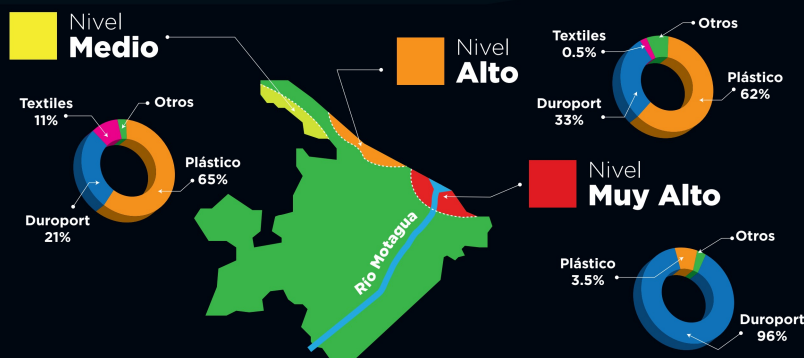 Nivel
Medio
Textiles
11%
Otros
Plástico
65%
Duroport
21%
Nivel
Alto
Textiles
0.5%
Otros
Plástico
62%
Duroport
33%
Nivel
Muy Alto
Río Motagua
Plástico
3.5%
Otros
Duroport
96%